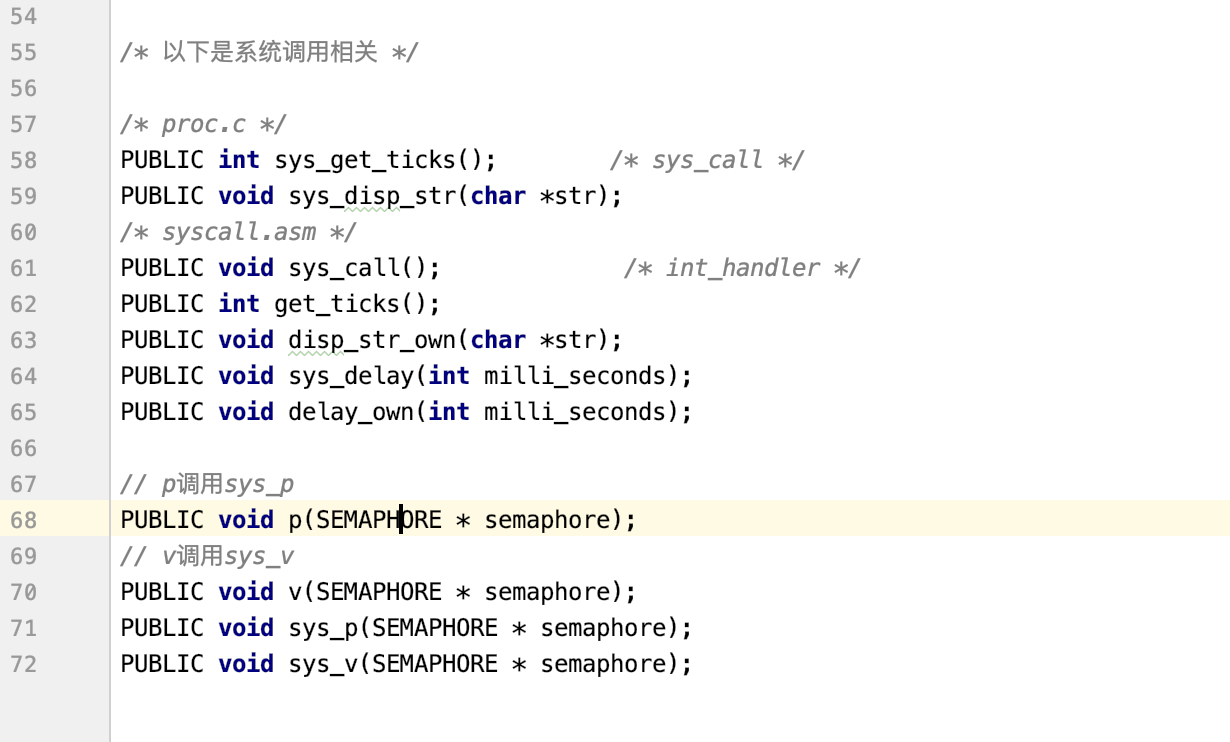 54
55 /* 以下是系统调用相关 */
56
57 /* proc.c */
58 PUBLIC int sys_get_ticks();        /* sys_call */
59 PUBLIC void sys_disp_str(char *str);
60 /* syscall.asm */
61 PUBLIC void sys_call();             /* int_handler */
62 PUBLIC int get_ticks();
63 PUBLIC void disp_str_own(char *str);
64 PUBLIC void sys_delay(int milli_seconds);
65 PUBLIC void delay_own(int milli_seconds);
66
67 // p调用sys_p
68 PUBLIC void p(SEMAPHORE * semaphore);
69 // v调用sys_v
70 PUBLIC void v(SEMAPHORE * semaphore);
71 PUBLIC void sys_p(SEMAPHORE * semaphore);
72 PUBLIC void sys_v(SEMAPHORE * semaphore);